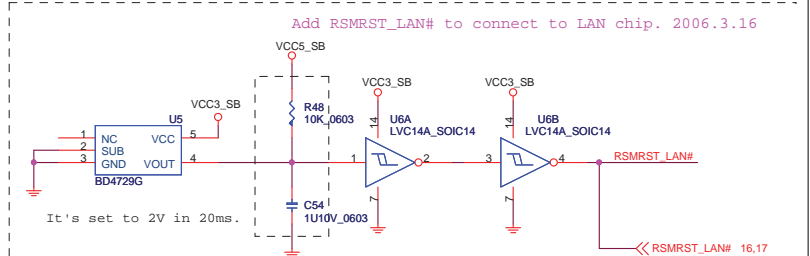 Add RSMRST_LAN# to connect to LAN chip. 2006.3.16
VCC5_SB
VCC3_SB
VCC3_SB
VCC3_SB
U5
R48
10K_0603
U6A
LVC14A_SOIC14
U6B
LVC14A_SOIC14
14
14
1
NC
VCC
5
2
SUB
3
GND
VOUT
4
1
2
3
4
RSMRST_LAN#
BD4729G
7
7
C54
1U10V_0603
It's set to 2V in 20ms.
RSMRST_LAN# 16,17